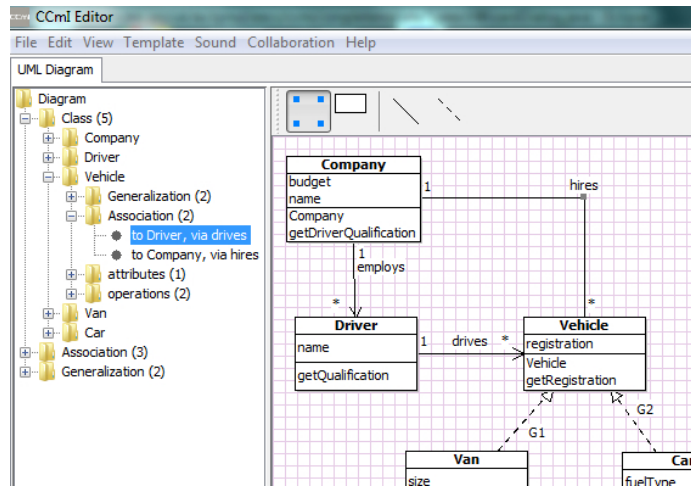 CCmI Editor
File Edit View Template Sound Collaboration Help
UML Diagram
Diagram
Class (5)
Company
Driver
Vehicle
Generalization (2)
Association (2)
to Driver, via drives
to Company, via hires
attributes (1)
operations (2)
Van
Car
Association (3)
Generalization (2)
Company
budget
name
Company
getDriverQualification
1
hires
1
employs
*
*
Driver
name
getQualification
1 drives *
Vehicle
registration
Vehicle
getRegistration
G1
G2
Van
size
Ca
fuelType